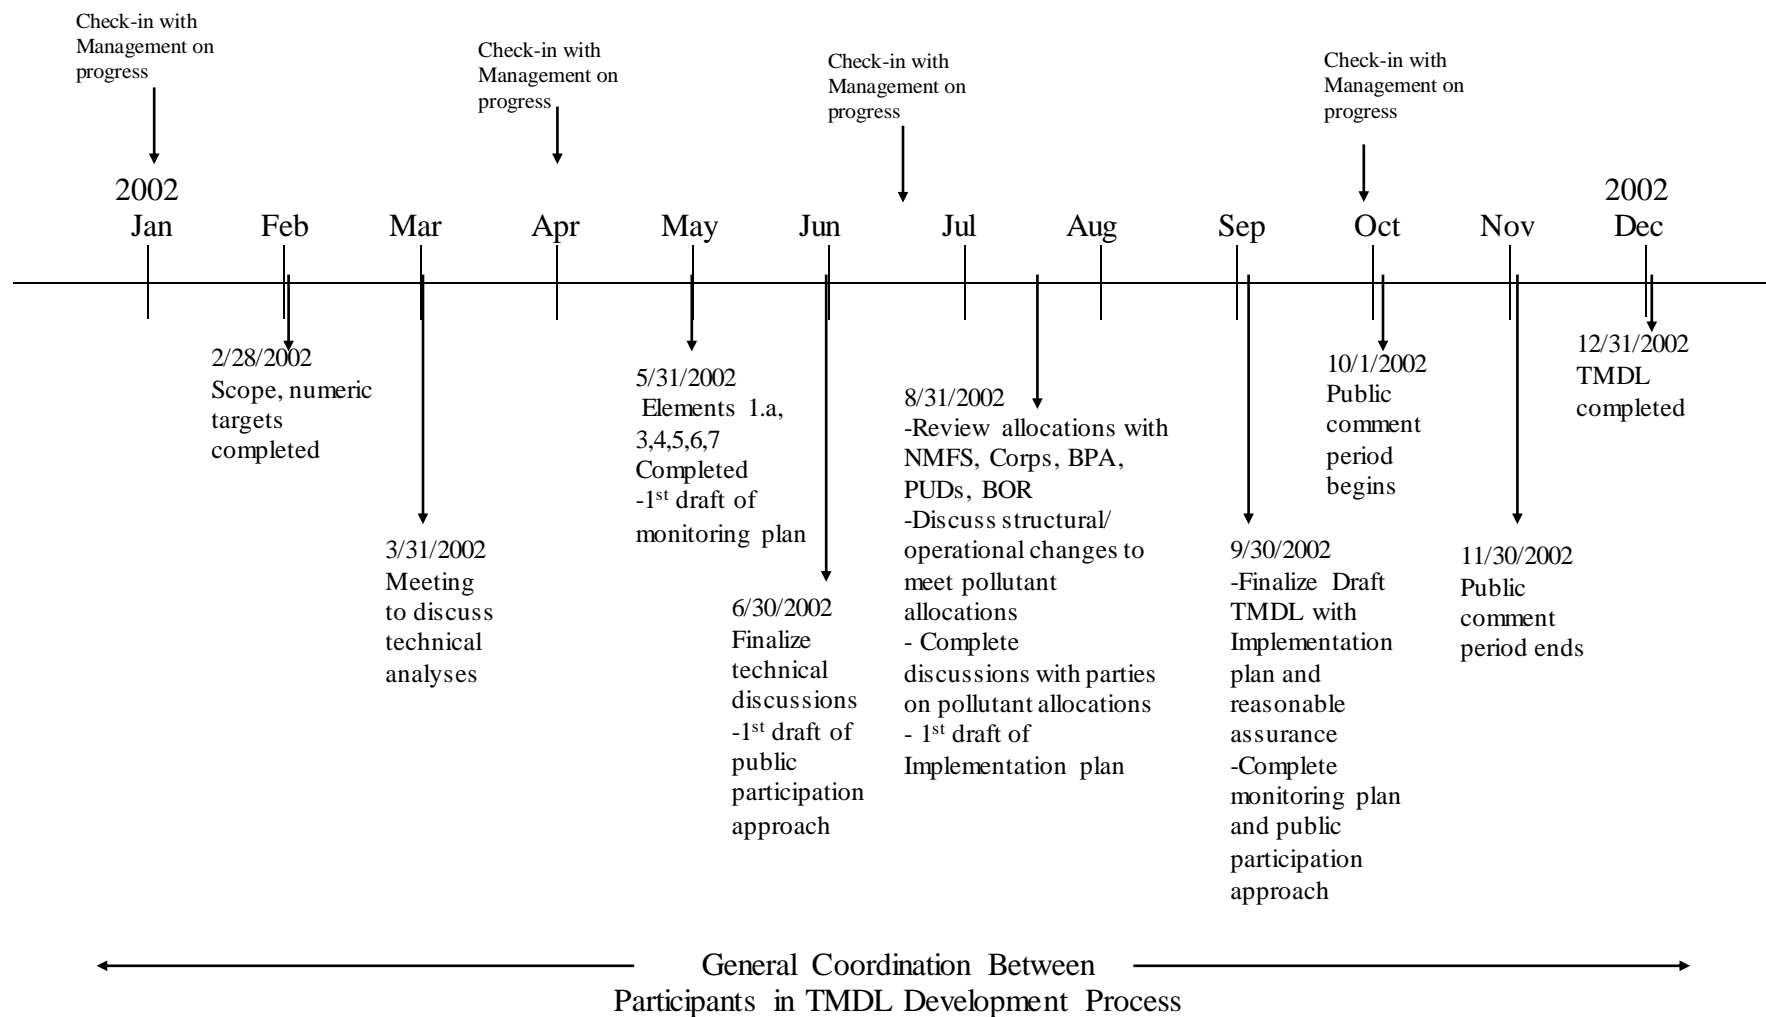 Check-in with
Management on
progress
Check-in with
Management on
progress
Check-in with
Management on
progress
Check-in with
Management on
progress
2002
Jan
Feb
Mar
Apr
May
Jun
Jul
Aug
Sep
Oct
Nov
2002
Dec
2/28/2002
Scope, numeric
targets
completed
3/31/2002
Meeting
to discuss
technical
analyses
5/31/2002
Elements 1.a,
3,4,5,6,7
Completed
-1st draft of
monitoring plan
6/30/2002
Finalize
technical
discussions
-1st draft of
public
participation
approach
8/31/2002
-Review allocations with
NMFS, Corps, BPA,
PUDs, BOR
-Discuss structural/
operational changes to
meet pollutant
allocations
- Complete
discussions with parties
on pollutant allocations
- 1st draft of
Implementation plan
9/30/2002
-Finalize Draft
TMDL with
Implementation
plan and
reasonable
assurance
-Complete
monitoring plan
and public
participation
approach
10/1/2002
Public
comment
period
begins
11/30/2002
Public
comment
period ends
12/31/2002
TMDL
completed
General Coordination Between
Participants in TMDL Development Process